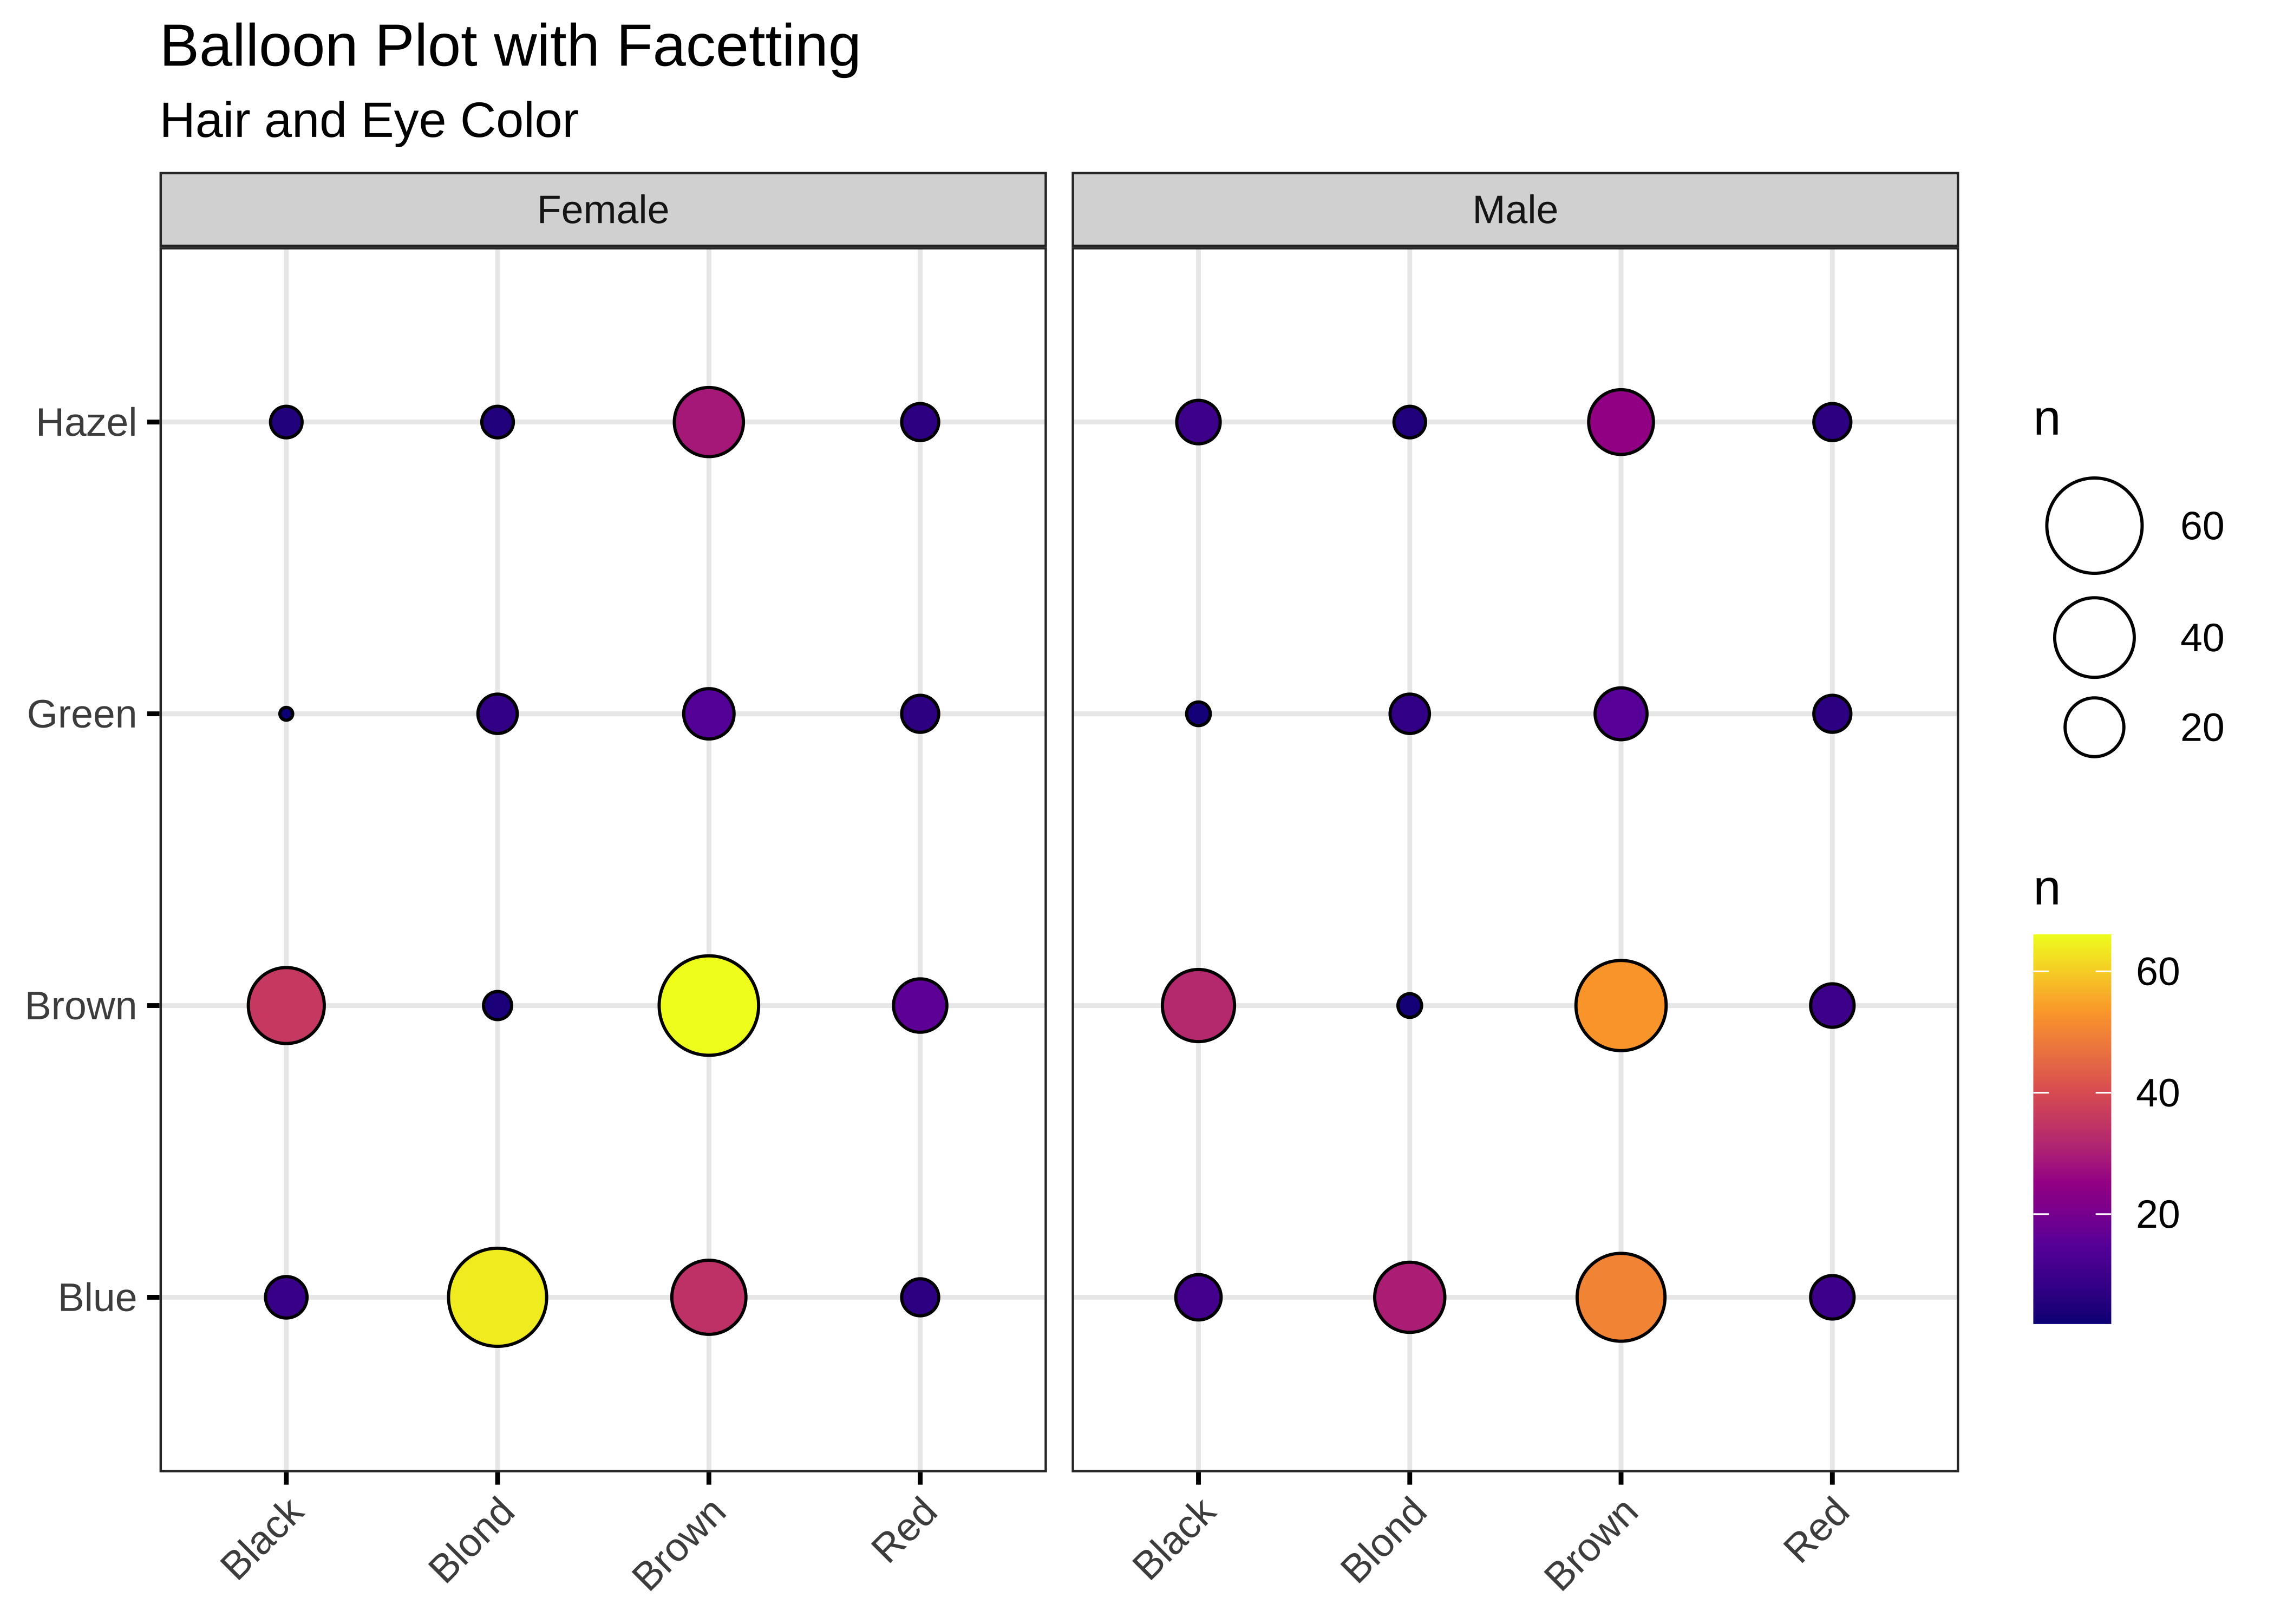 Balloon Plot with Facetting
Hair and Eye Color
Female
Male
Hazel
Green
Brown
Blue
Black
Blond
Brown
Red
Black
Blond
Brown
Red
n
60
40
20
n
60
40
20